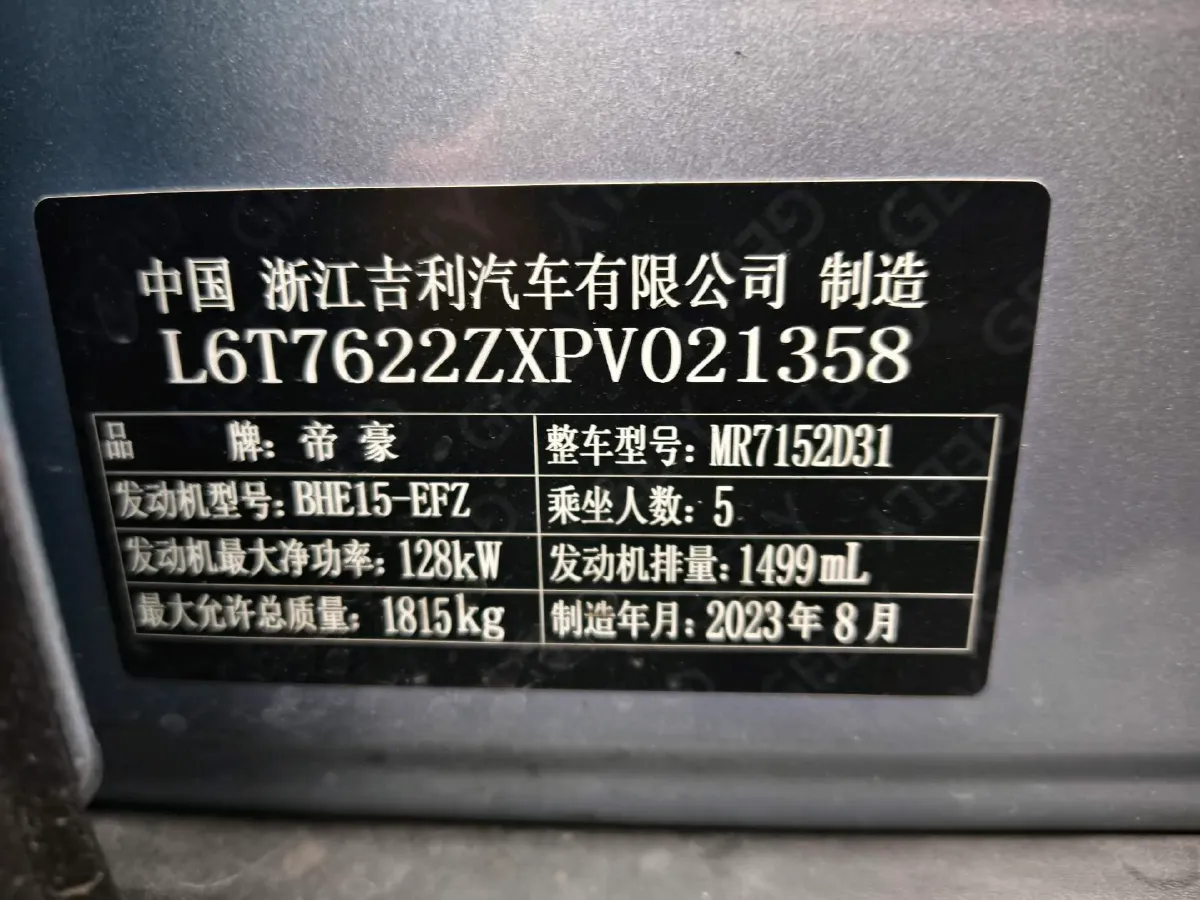 中国 浙江吉利汽车有限公司 制造
L6T7622ZXPV021358
品 牌: 帝豪 整车型号: MR7152D31
发动机型号: BHE15-EFZ 乘坐人数: 5
发动机最大净功率: 128kW 发动机排量: 1499mL
最大允许总质量: 1815kg 制造年月: 2023年8月